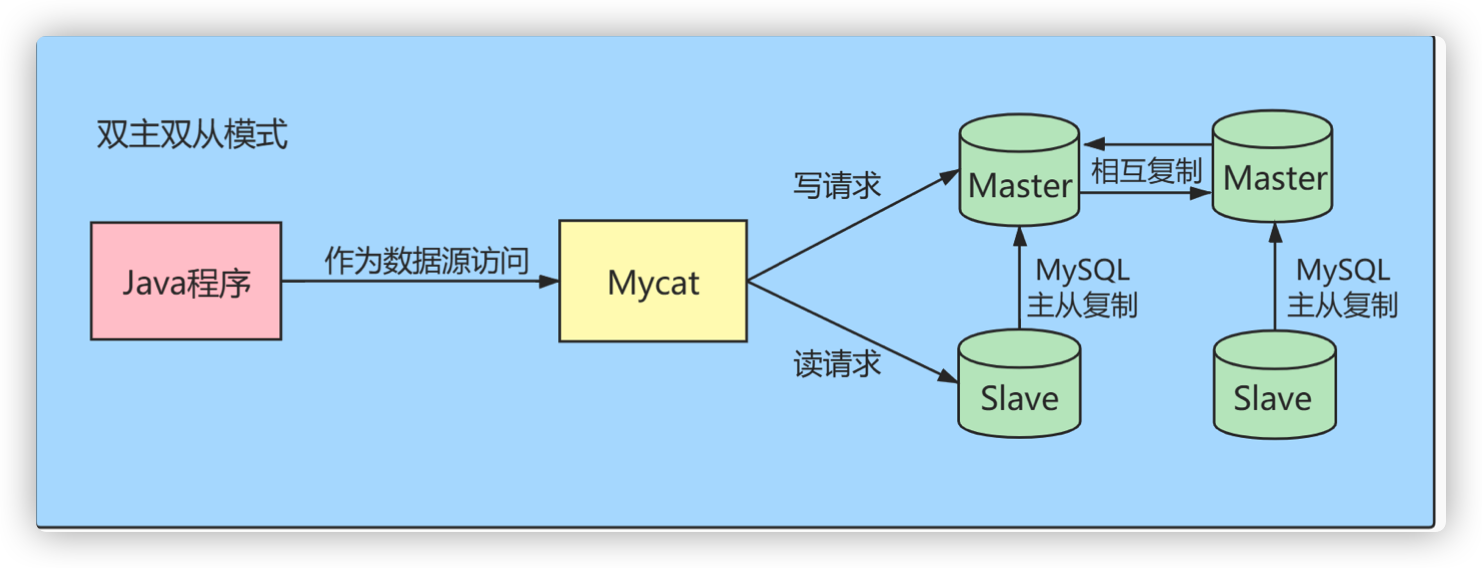 双主双从模式
Java程序
作为数据源访问
Mycat
写请求
读请求
Master
相互复制
Master
MySQL
主从复制
MySQL
主从复制
Slave
Slave